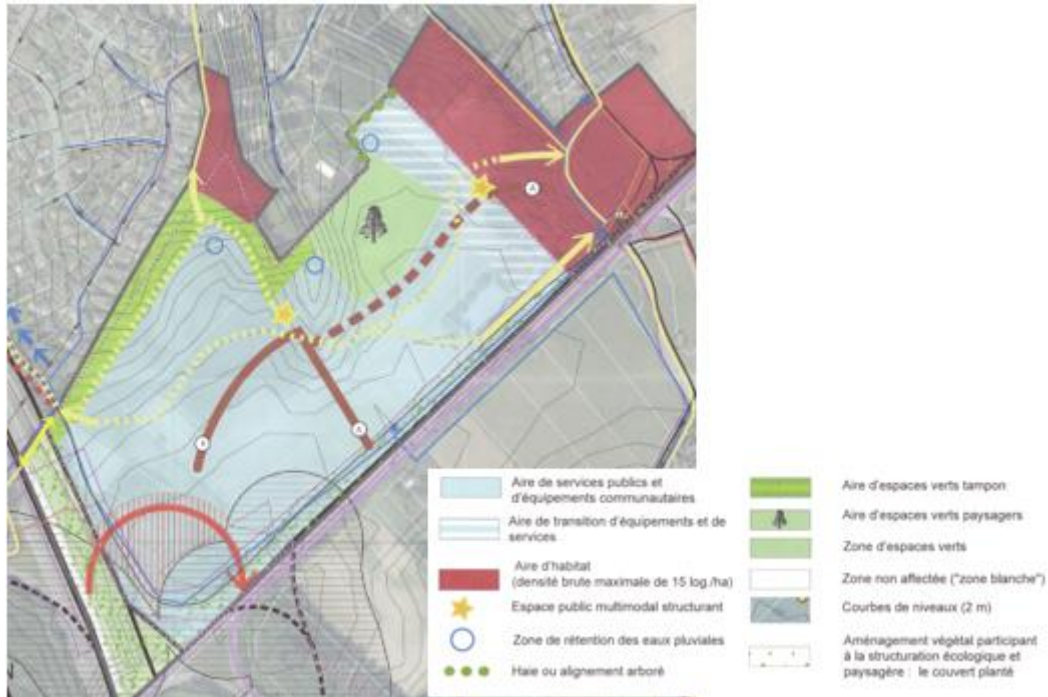 A
A
Aire de services publics et
d'équipements communautaires
Aire de transition d'équipements et de
services
Aire d'habitat
(densité brute maximale de 15 log./ha)
Espace public multimodal structurant
Zone de rétention des eaux pluviales
Haie ou alignement arboré
Aire d'espaces verts tampon
Aire d'espaces verts paysagers
Zone d'espaces verts
Zone non affectée ("zone blanche")
Courbes de niveaux (2 m)
Aménagement végétal participant
à la structuration écologique et
paysagère : le couvert planté